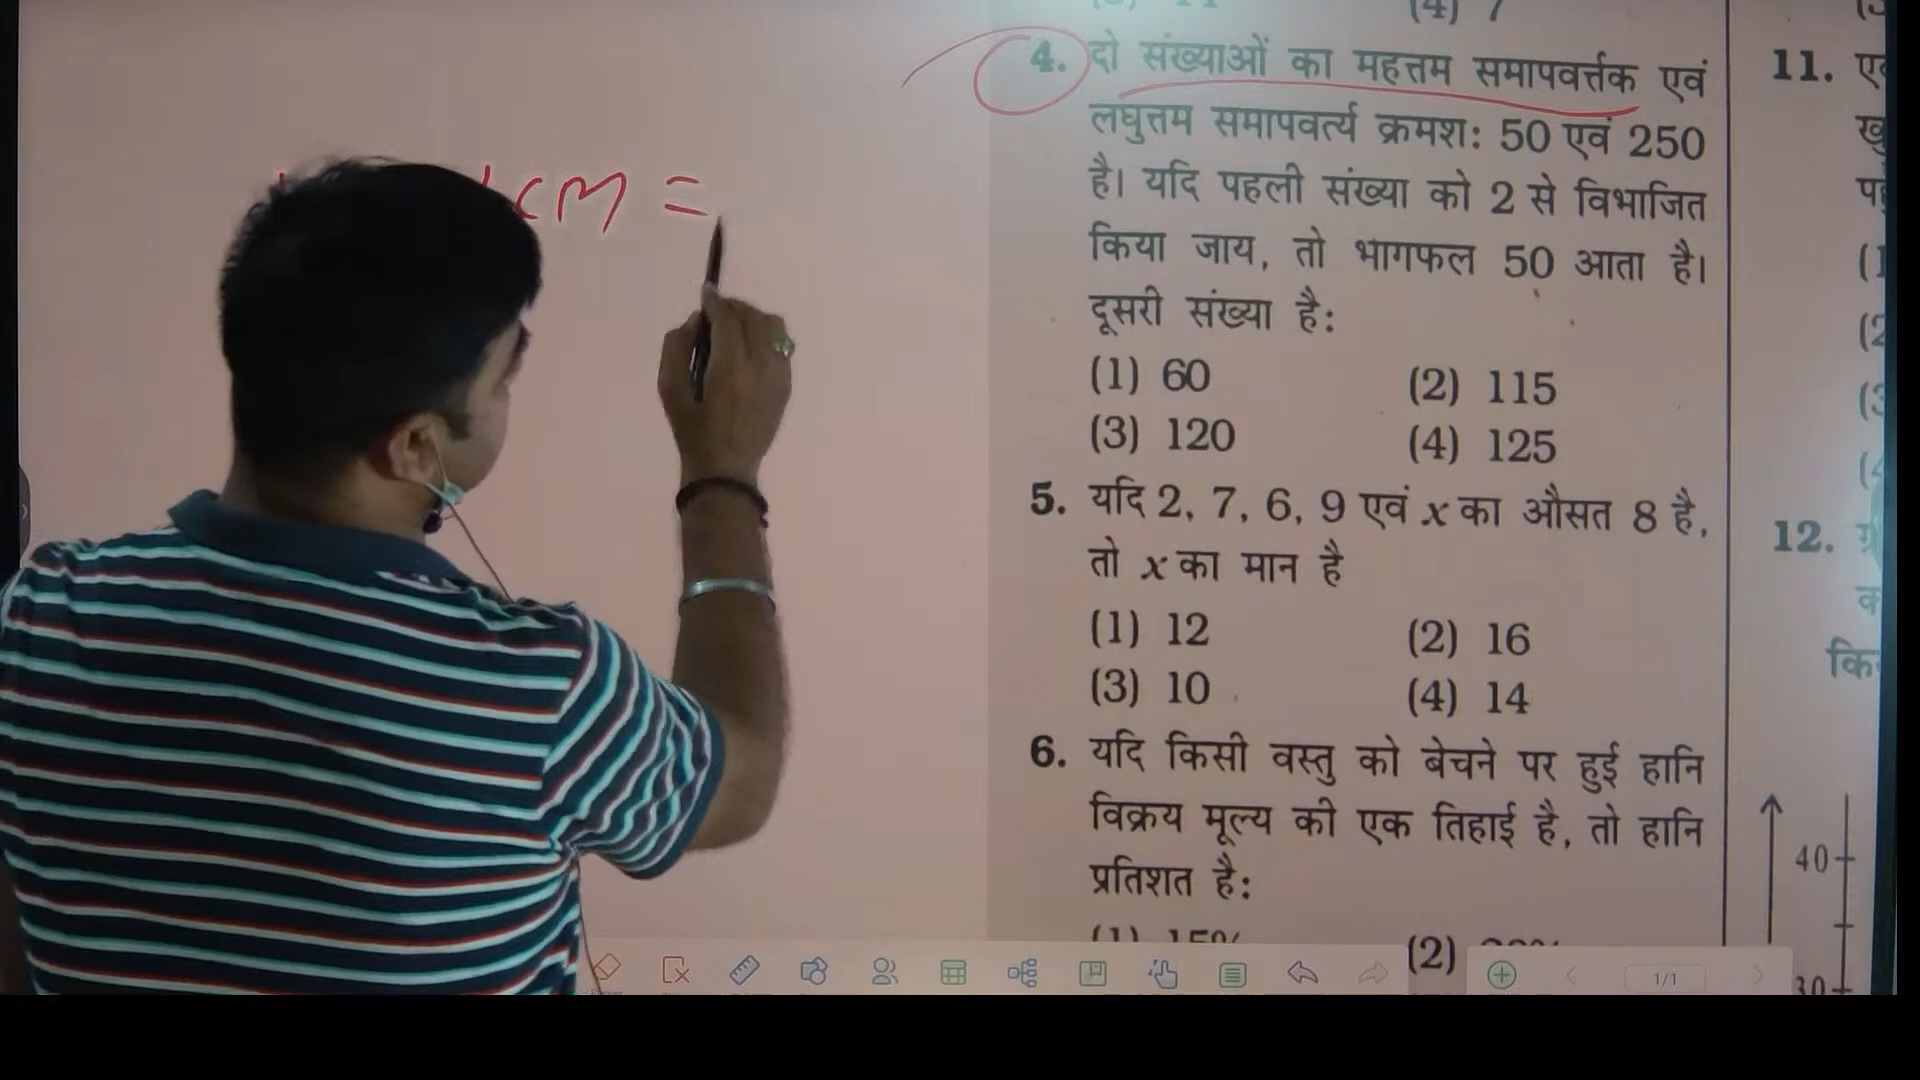 (4) 7
4. दो संख्याओं का महत्तम समापवर्त्तक एवं
लघुत्तम समापवर्त्य क्रमश: 50 एवं 250
है। यदि पहली संख्या को 2 से विभाजित
किया जाय, तो भागफल 50 आता है।
दूसरी संख्या है:
(1) 60 (2) 115
(3) 120 (4) 125
5. यदि 2, 7, 6, 9 एवं x का औसत 8 है,
तो x का मान है
(1) 12 (2) 16
(3) 10 (4) 14
6. यदि किसी वस्तु को बेचने पर हुई हानि
विक्रय मूल्य की एक तिहाई है, तो हानि
प्रतिशत है:
(1) 15% (2)
CM =
11.
12.
40
30
1/1